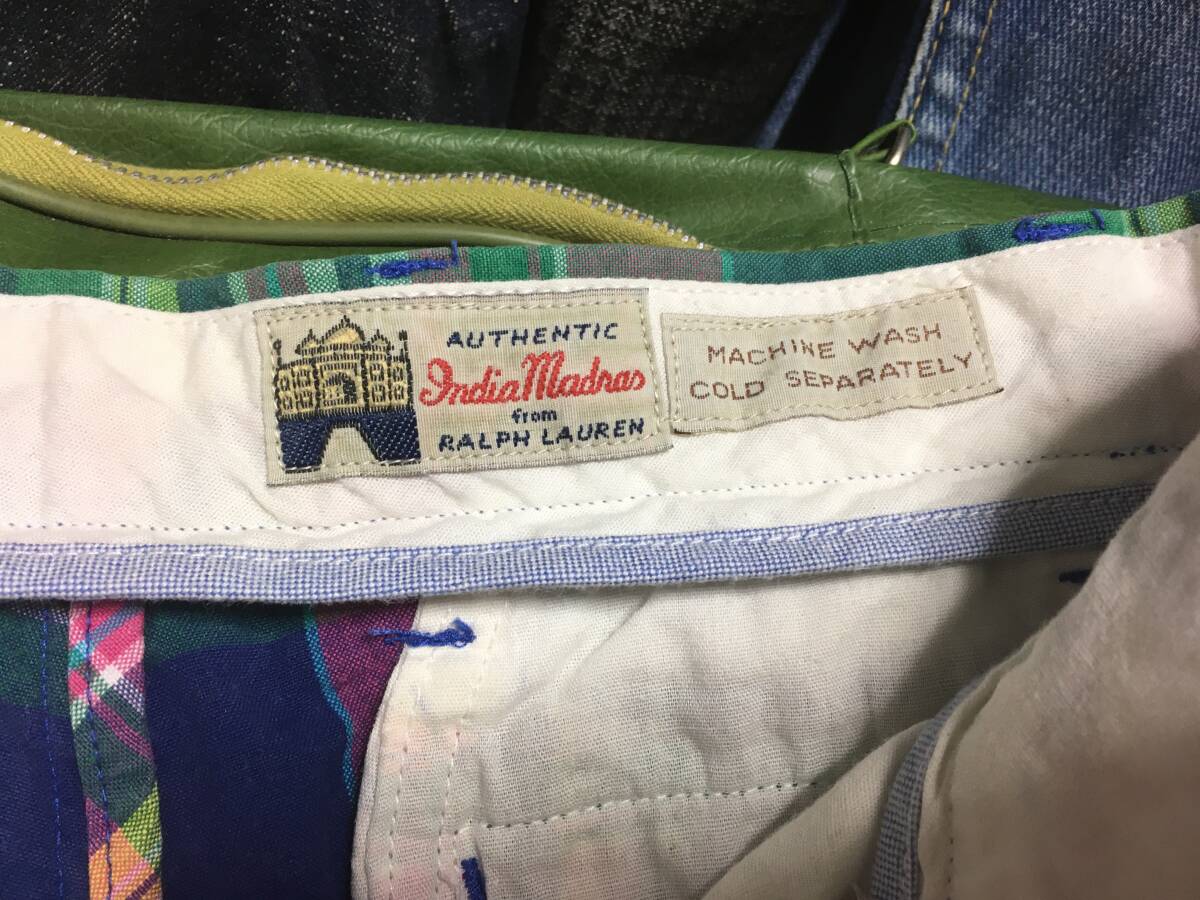 AUTHENTIC
India Madras
from
RALPH LAUREN
MACHINE WASH
COLD SEPARATELY